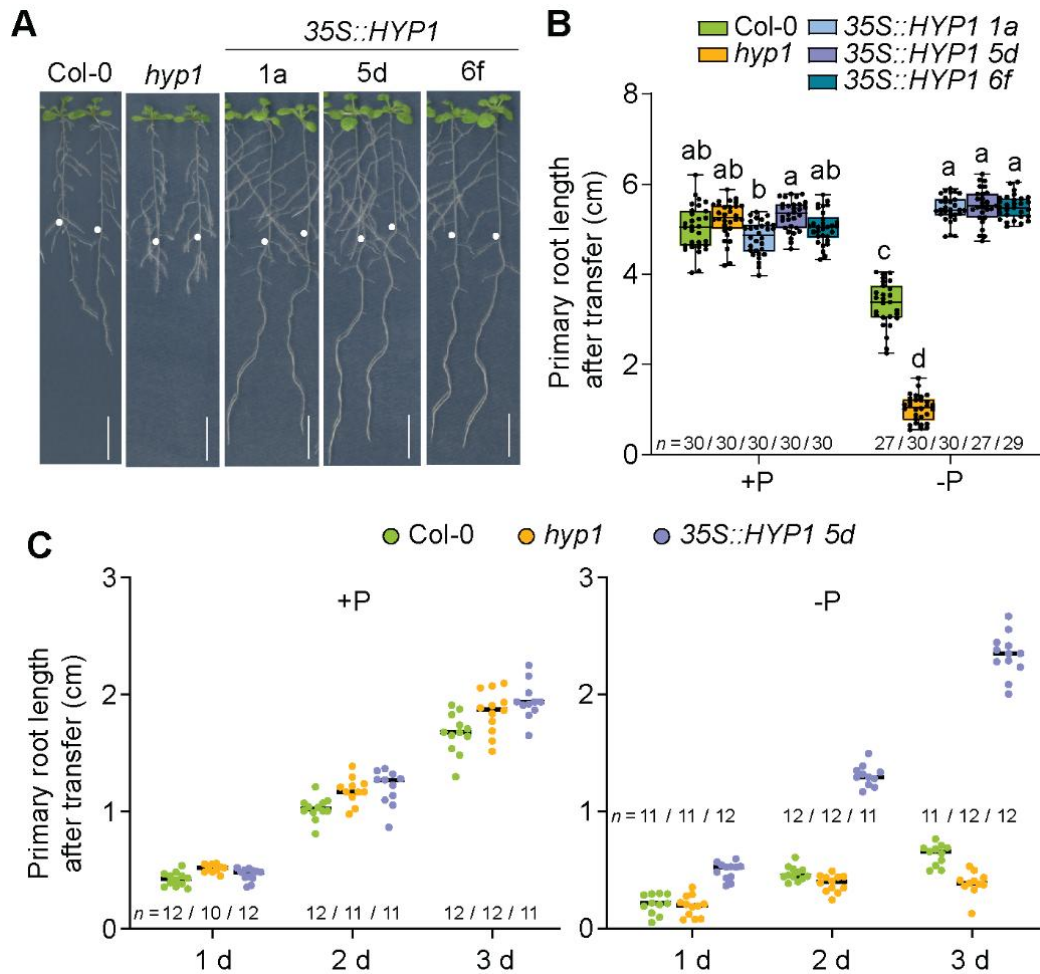 A
35S::HYP1
Col-0 hyp1 1a 5d 6f
B
Col-0 35S::HYP1 1a
hyp1 35S::HYP1 5d
35S::HYP1 6f
Primary root length
after transfer (cm)
8
6
4
2
0
ab ab b a ab
c d a a a
n = 30 / 30 / 30 / 30 / 30
27 / 30 / 30 / 27 / 29
+P -P
C
Col-0 hyp1 35S::HYP1 5d
Primary root length
after transfer (cm)
3
2
1
0
+P
n = 12 / 10 / 12 12 / 11 / 11 12 / 12 / 11
1 d 2 d 3 d
3
2
1
0
-P
n = 11 / 11 / 12 12 / 12 / 11 11 / 12 / 12
1 d 2 d 3 d